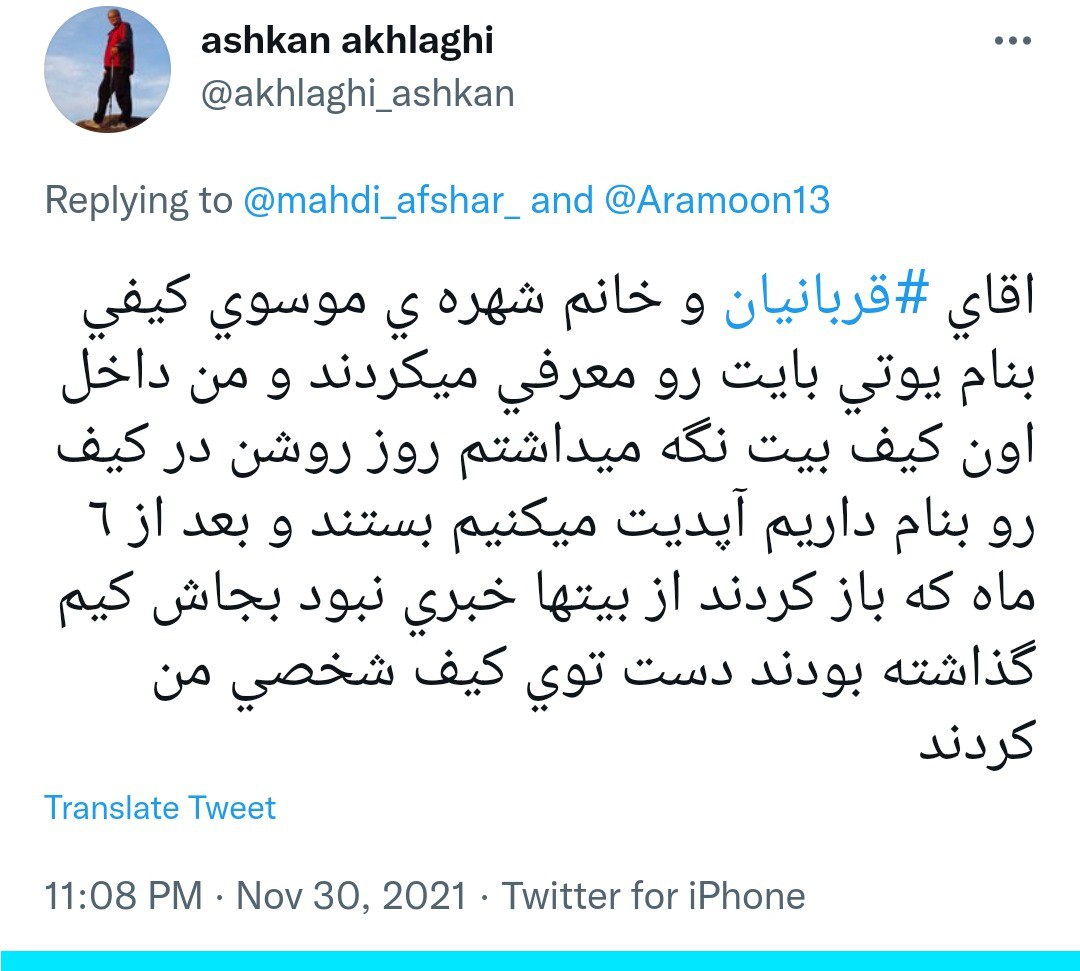 ashkan akhlaghi
@akhlaghi_ashkan
Replying to @mahdi_afshar_ and @Aramoon13
اقاي #قربانيان و خانم شهره ي موسوي كيفي
بنام يوتي بايت رو معرفي ميكردند و من داخل
اون كيف بيت نگه ميداشتم روز روشن در كيف
رو بنام داريم آپديت ميكنيم بستند و بعد از ٦
ماه كه باز كردند از بيتها خبري نبود بجاش كيم
گذاشته بودند دست توي كيف شخصي من
كردند
Translate Tweet
11:08 PM · Nov 30, 2021 · Twitter for iPhone